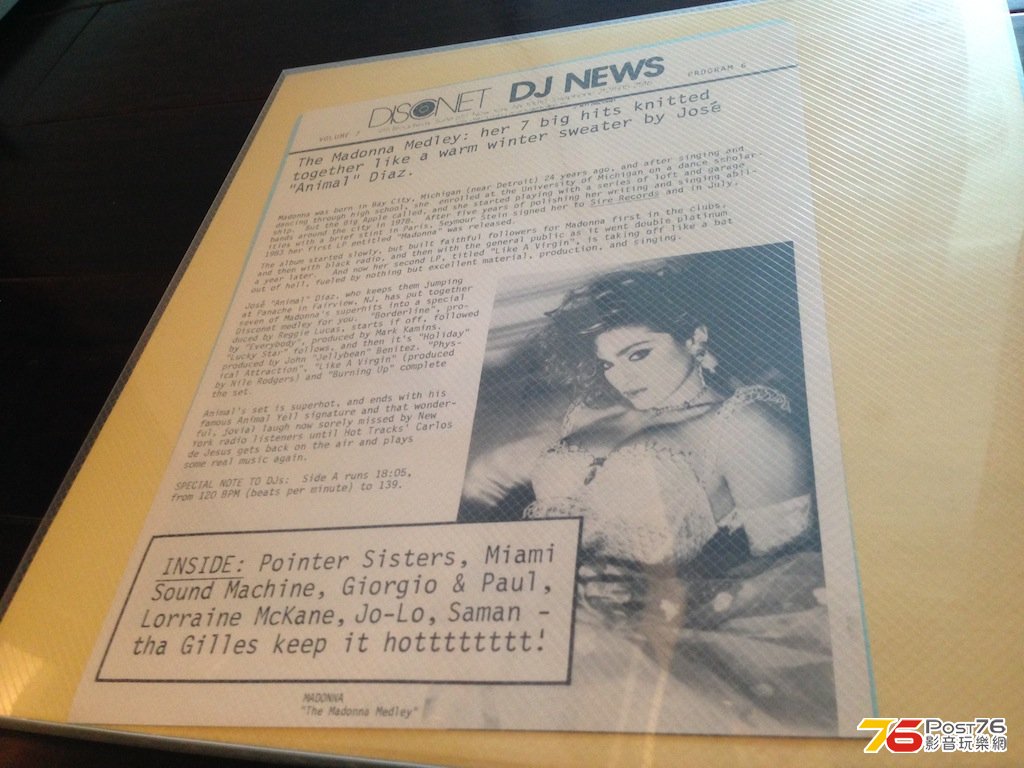 DISCONET DJ NEWS
VOLUME 7 PROGRAM 6
The Madonna Medley: her 7 big hits knitted
together like a warm winter sweater by José
"Animal" Diaz.
Madonna was born in Bay City, Michigan (near Detroit) 24 years ago, and after singing and
dancing through high school, she enrolled at the University of Michigan on a dance scholar-
ship. But the Big Apple called, and she started playing with a series of loft and garage
bands around the city in 1978. After five years of polishing her writing and singing abil-
ities with a brief stint in Paris, Seymour Stein signed her to Sire Records and in July,
1983 her first LP entitled "Madonna" was released.
The album started slowly, but built faithful followers for Madonna first in the clubs,
and then with black radio, and then with the general public as it went double platinum
a year later. And now her second LP, titled "Like A Virgin", is taking off like a bat
out of hell, fueled by nothing but excellent material, production, and singing.
José "Animal" Diaz, who keeps them jumping
at Panache in Fairview, NJ, has put together
seven of Madonna's superhits into a special
Disconet medley for you. "Borderline", pro-
duced by Reggie Lucas, starts if off, followed
by "Everybody", produced by Mark Kamins.
"Lucky Star" follows, and then it's "Holiday"
produced by John "Jellybean" Benitez. "Phys-
ical Attraction", "Like A Virgin" (produced
by Nile Rodgers) and "Burning Up" complete
the set.
Animal's set is superhot, and ends with his
famous Animal Yell signature and that wonder-
ful, jovial laugh now sorely missed by New
York radio listeners until Hot Tracks' Carlos
de Jesus gets back on the air and plays
some real music again.
SPECIAL NOTE TO DJs: Side A runs 18:05,
from 120 BPM (beats per minute) to 139.
INSIDE: Pointer Sisters, Miami
Sound Machine, Giorgio & Paul,
Lorraine McKane, Jo-Lo, Saman -
tha Gilles keep it hotttttttt!
MADONNA
"The Madonna Medley"
76 Post76
影音玩樂網